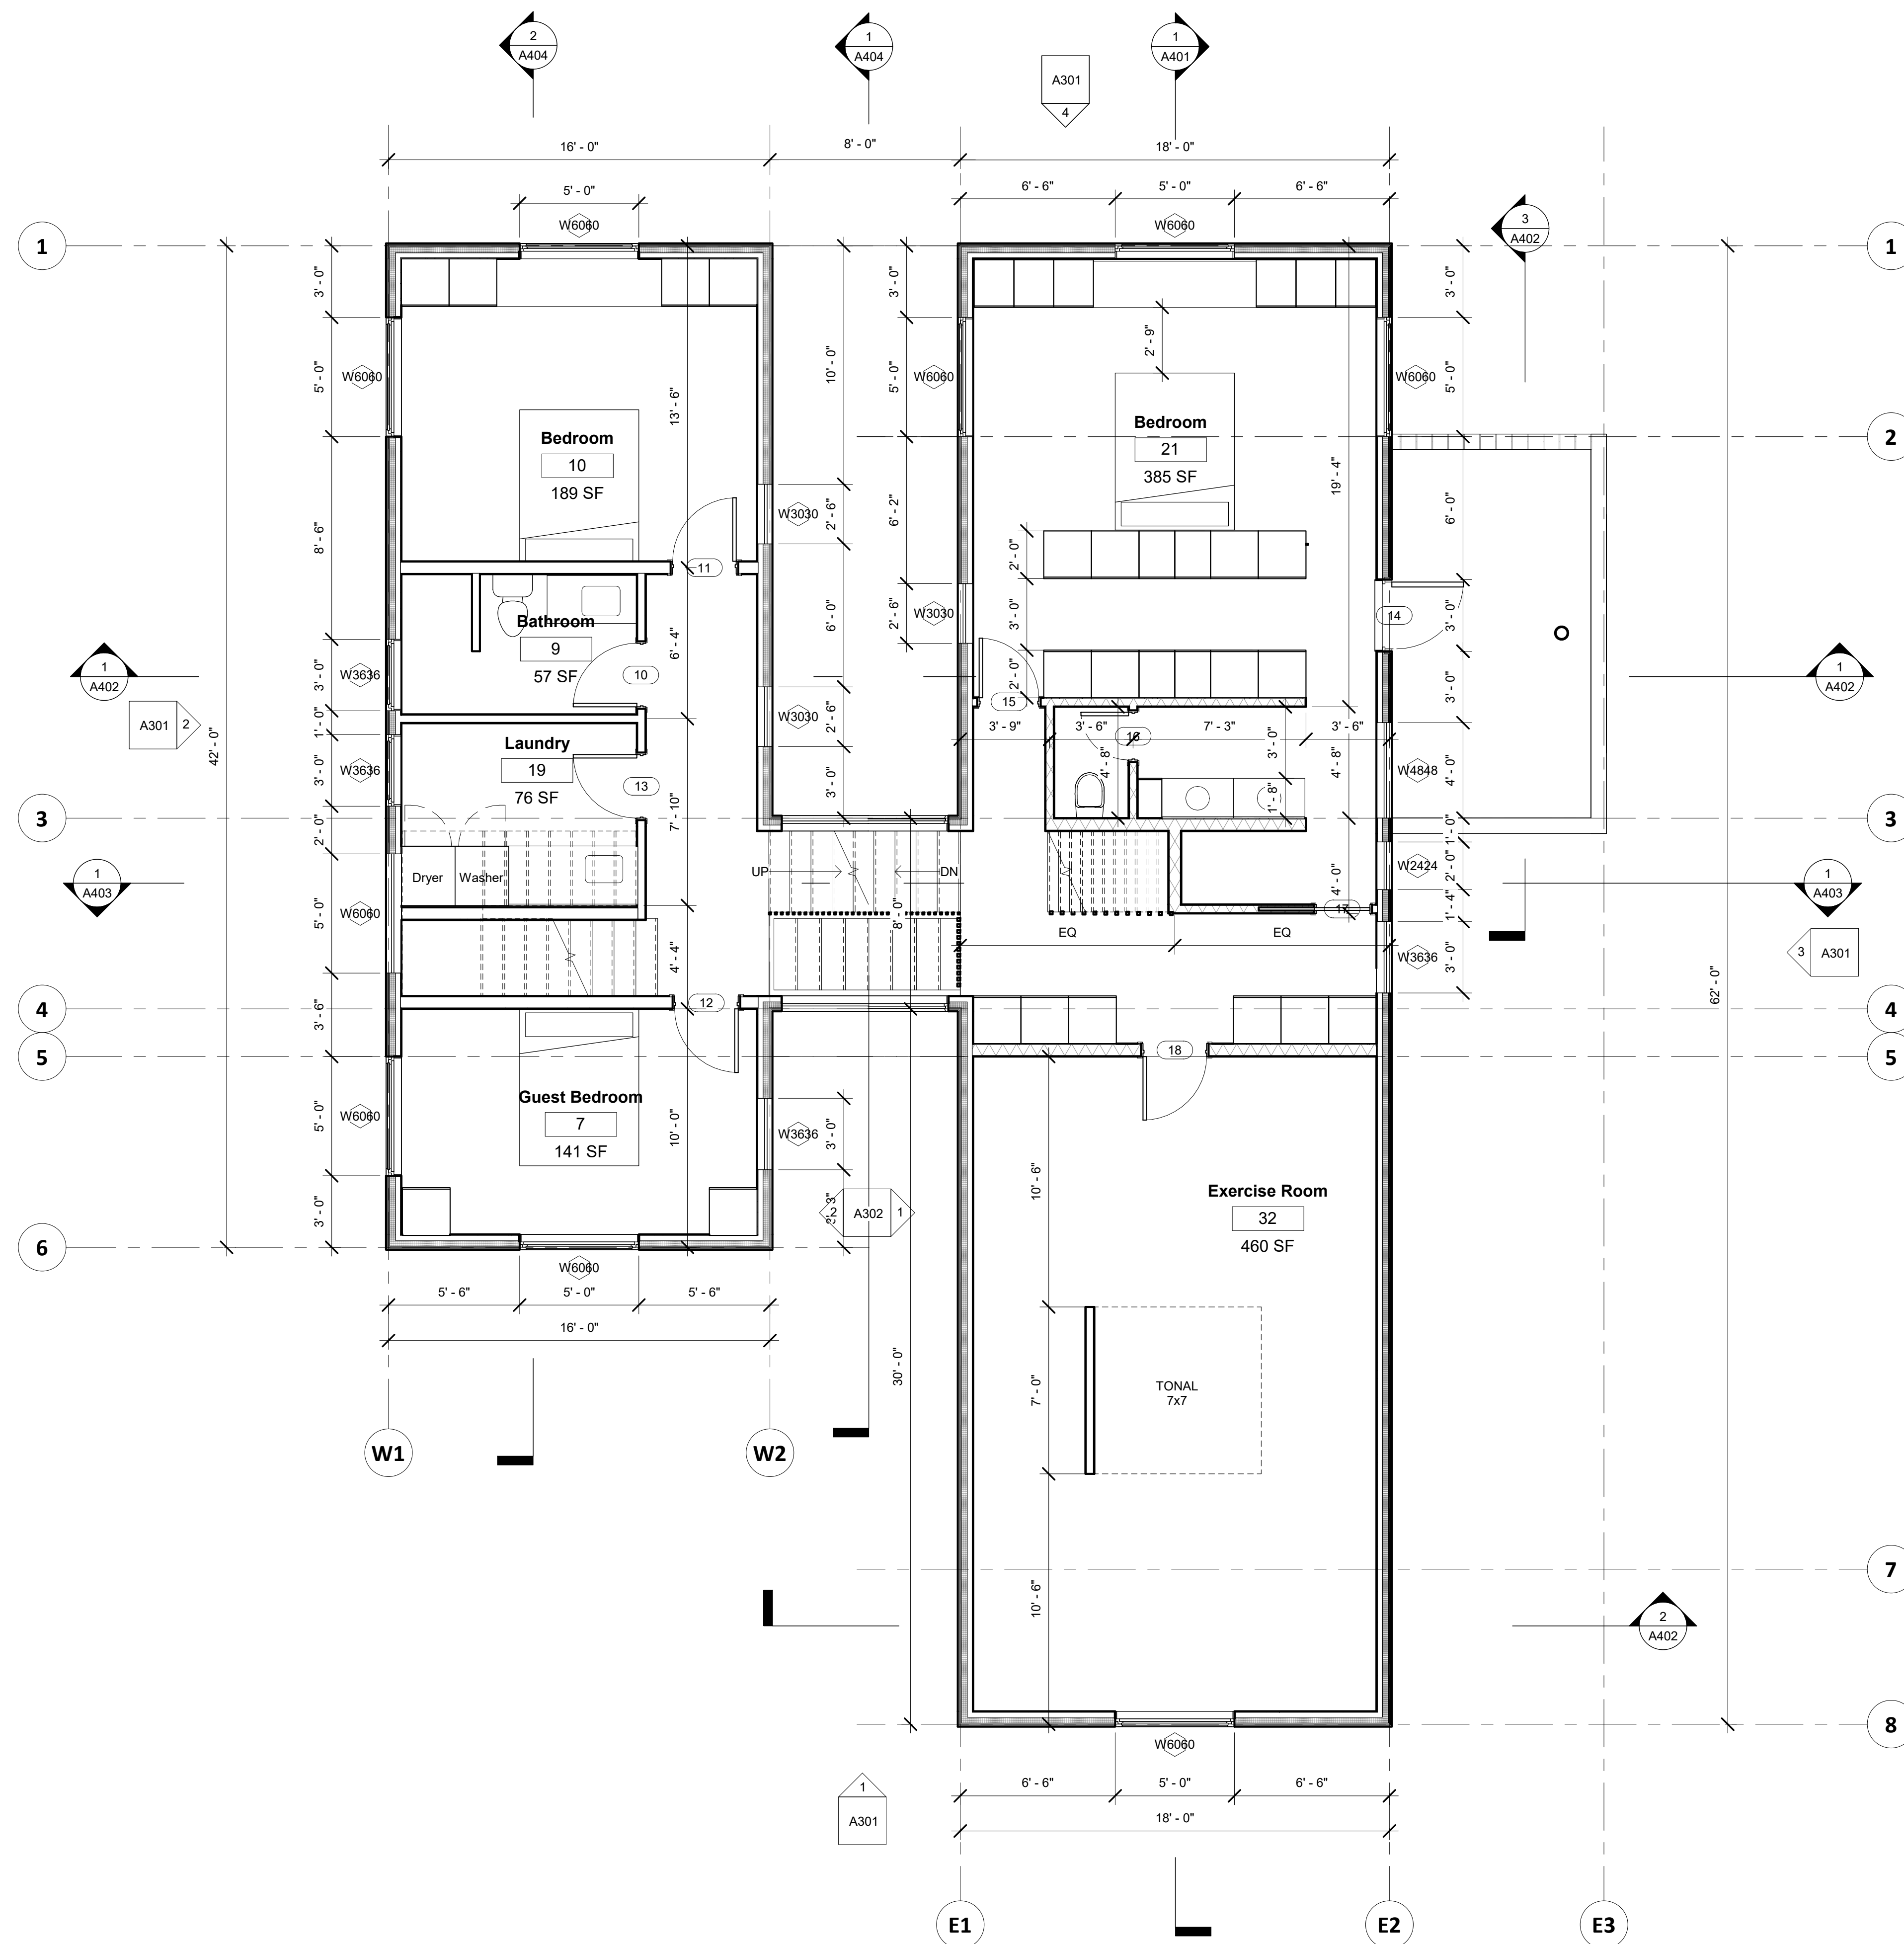 2
A404
1
A404
1
A401
A301
4
16' - 0"
8' - 0"
18' - 0"
5' - 0"
6' - 6"
5' - 0"
6' - 6"
W6060
W6060
3
A402
1
1
3' - 0"
3' - 0"
3' - 0"
2' - 9"
5' - 0"
W6060
10' - 0"
5' - 0"
W6060
W6060
5' - 0"
13' - 6"
2
Bedroom
10
189 SF
Bedroom
21
385 SF
19' - 4"
8' - 6"
W3030
2' - 6"
6' - 2"
6' - 0"
11
2' - 0"
Bathroom
9
57 SF
6' - 4"
6' - 0"
2' - 6"
W3030
3' - 0"
14
3' - 0"
1
A402
3' - 0"
W3636
10
2' - 0"
3' - 0"
1
A402
A301
2
42' - 0"
1' - 0"
W3030
2' - 6"
15
3' - 9"
3' - 6"
16
7' - 3"
3' - 6"
Laundry
19
76 SF
3' - 0"
W3636
13
3' - 0"
4' - 8"
3' - 0"
1' - 8"
4' - 8"
W4848
4' - 0"
3
2' - 0"
7' - 10"
3
1' - 0"
1
A403
Dryer
Washer
UP
DN
W2424
2' - 0"
1
A403
W6060
5' - 0"
8' - 0"
4' - 0"
17
1' - 4"
EQ
EQ
4' - 4"
W3636
3' - 0"
3
A301
62' - 0"
12
4
3' - 6"
4
5
18
5
Guest Bedroom
7
141 SF
W6060
5' - 0"
10' - 0"
W3636
3' - 0"
3' - 0"
10' - 6"
Exercise Room
32
460 SF
2
A302
1
6
W6060
5' - 6"
5' - 0"
5' - 6"
16' - 0"
30' - 0"
7' - 0"
TONAL
7x7
W1
W2
10' - 6"
7
2
A402
8
W6060
1
A301
6' - 6"
5' - 0"
6' - 6"
18' - 0"
E1
E2
E3